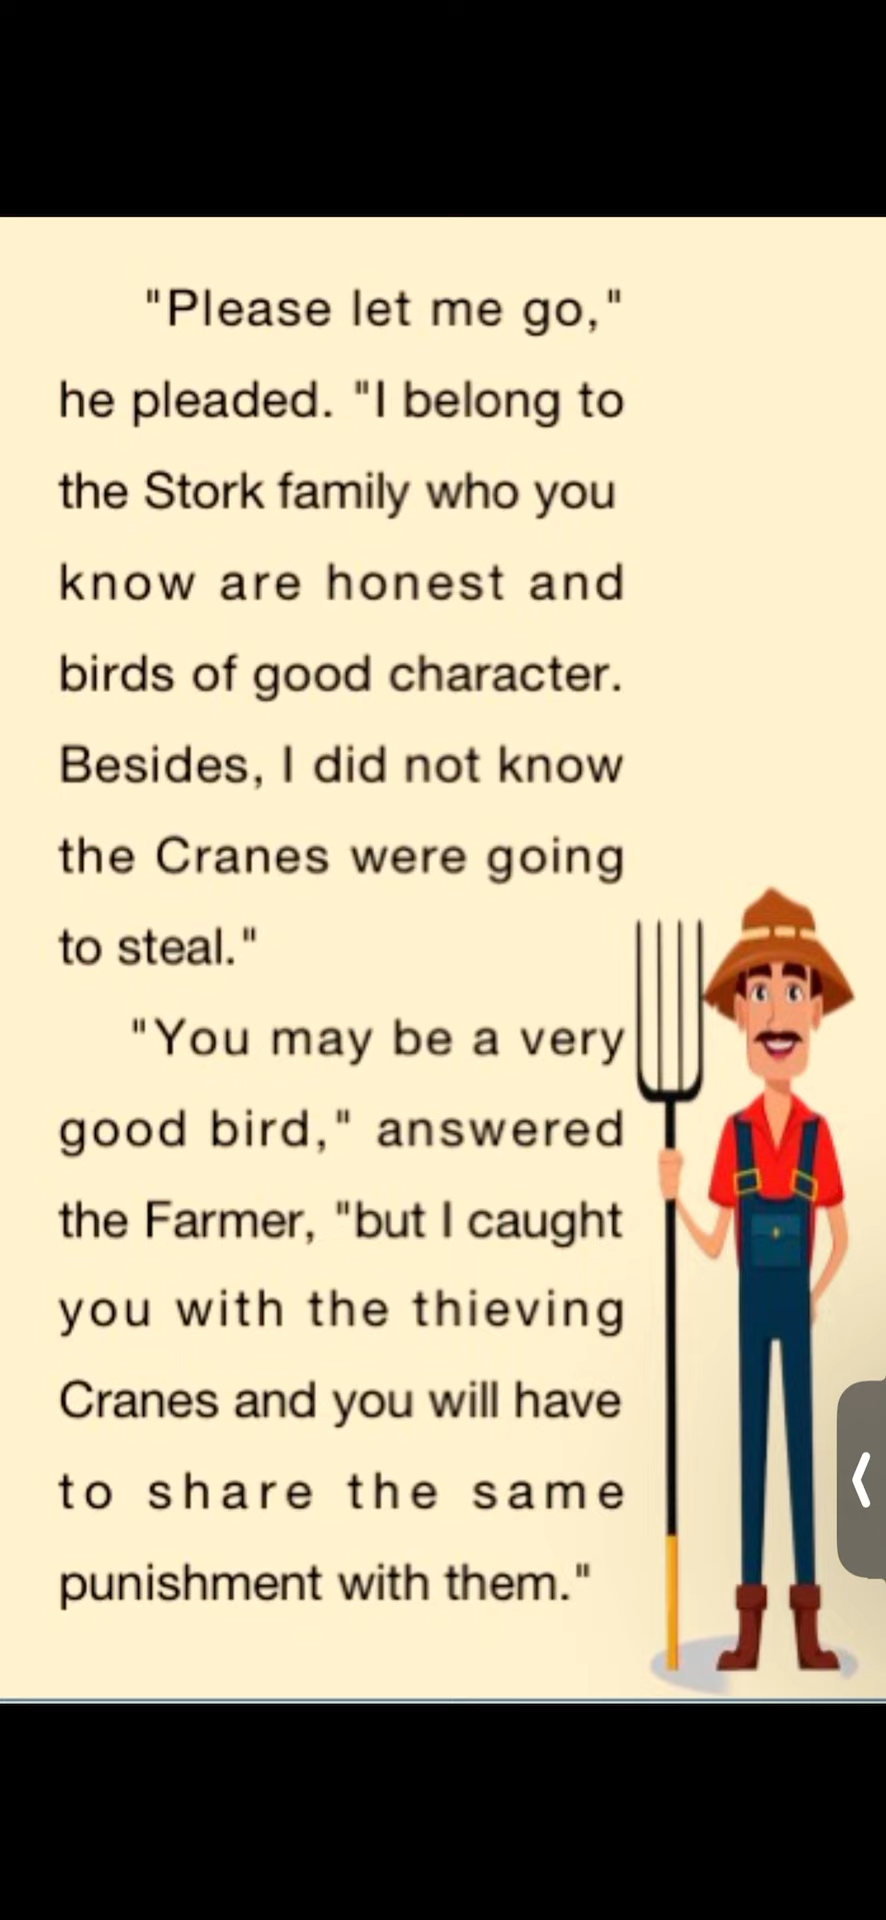 "Please let me go,"
he pleaded. "I belong to
the Stork family who you
know are honest and
birds of good character.
Besides, I did not know
the Cranes were going
to steal."
"You may be a very
good bird," answered
the Farmer, "but I caught
you with the thieving
Cranes and you will have
to share the same
punishment with them."